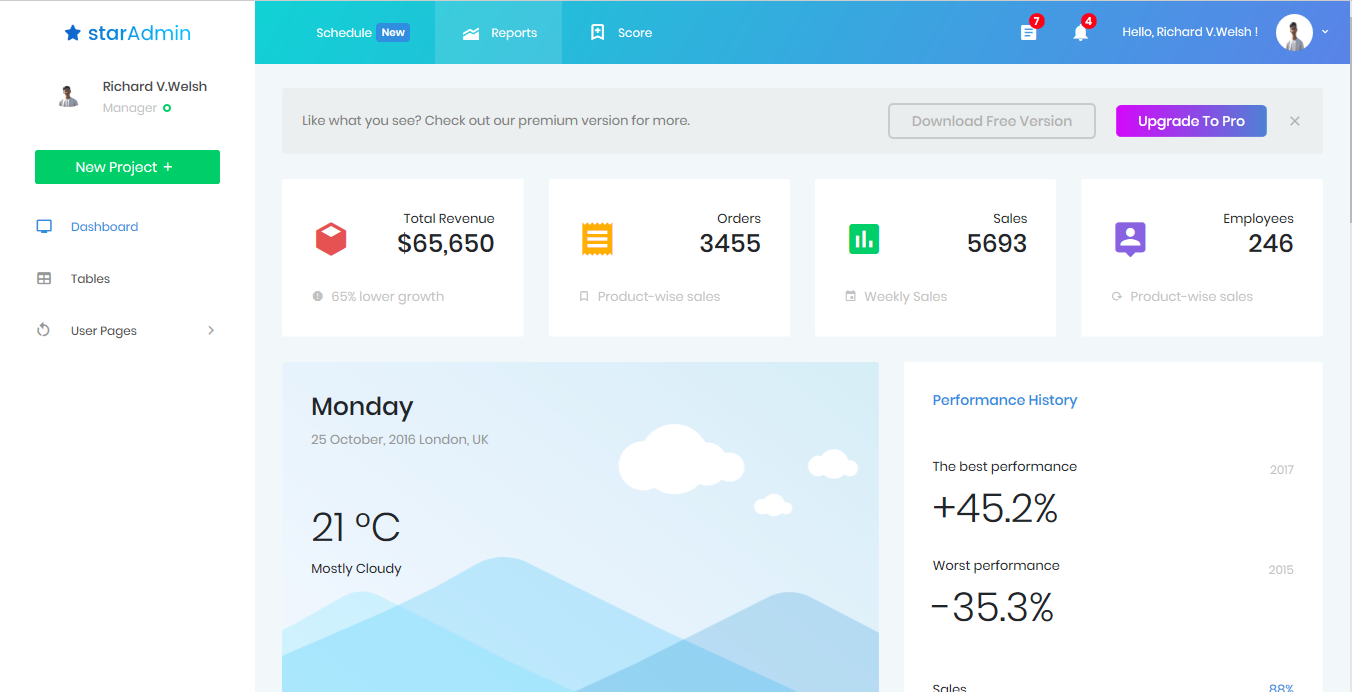 starAdmin
Richard V.Welsh
Manager
New Project +
Dashboard
Tables
User Pages
Schedule New
Reports
Score
7
4
Hello, Richard V.Welsh !
Like what you see? Check out our premium version for more.
Download Free Version
Upgrade To Pro
Total Revenue
$65,650
65% lower growth
Orders
3455
Product-wise sales
Sales
5693
Weekly Sales
Employees
246
Product-wise sales
Monday
25 October, 2016 London, UK
21 °C
Mostly Cloudy
Performance History
The best performance 2017
+45.2%
Worst performance 2015
-35.3%
Sales 88%